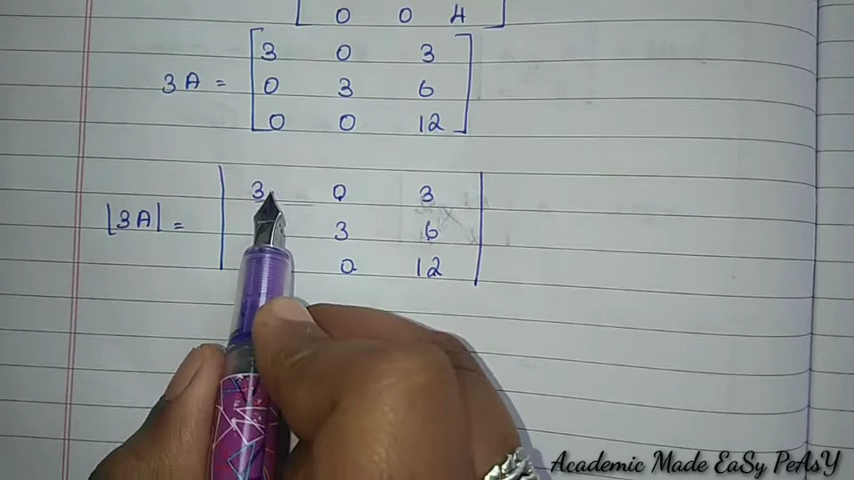 0 0 4
3 0 3
3A = 0 3 6
0 0 12
3 0 3
|3A| = 3 6
0 12
Academic Made EaSy PeAsY